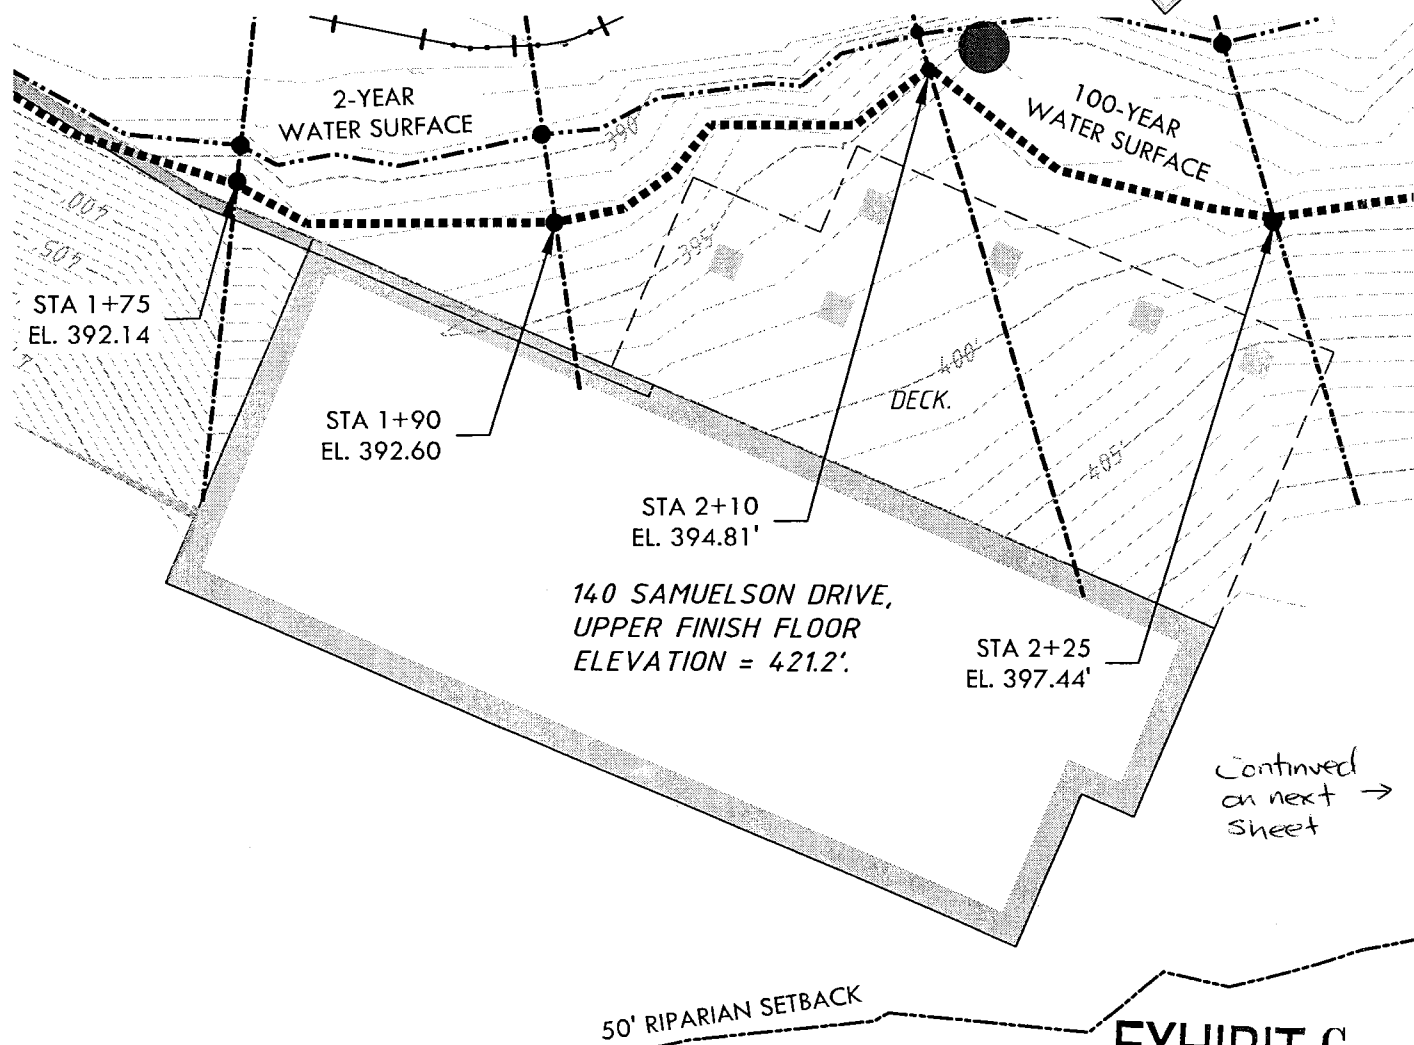 2-YEAR
WATER SURFACE
100-YEAR
WATER SURFACE
390'
400'
405'
395'
STA 1+75
EL. 392.14
400'
DECK.
STA 1+90
EL. 392.60
405'
STA 2+10
EL. 394.81'
140 SAMUELSON DRIVE,
UPPER FINISH FLOOR
ELEVATION = 421.2'.
STA 2+25
EL. 397.44'
Continued
on next →
Sheet
50' RIPARIAN SETBACK
EXHIBIT C